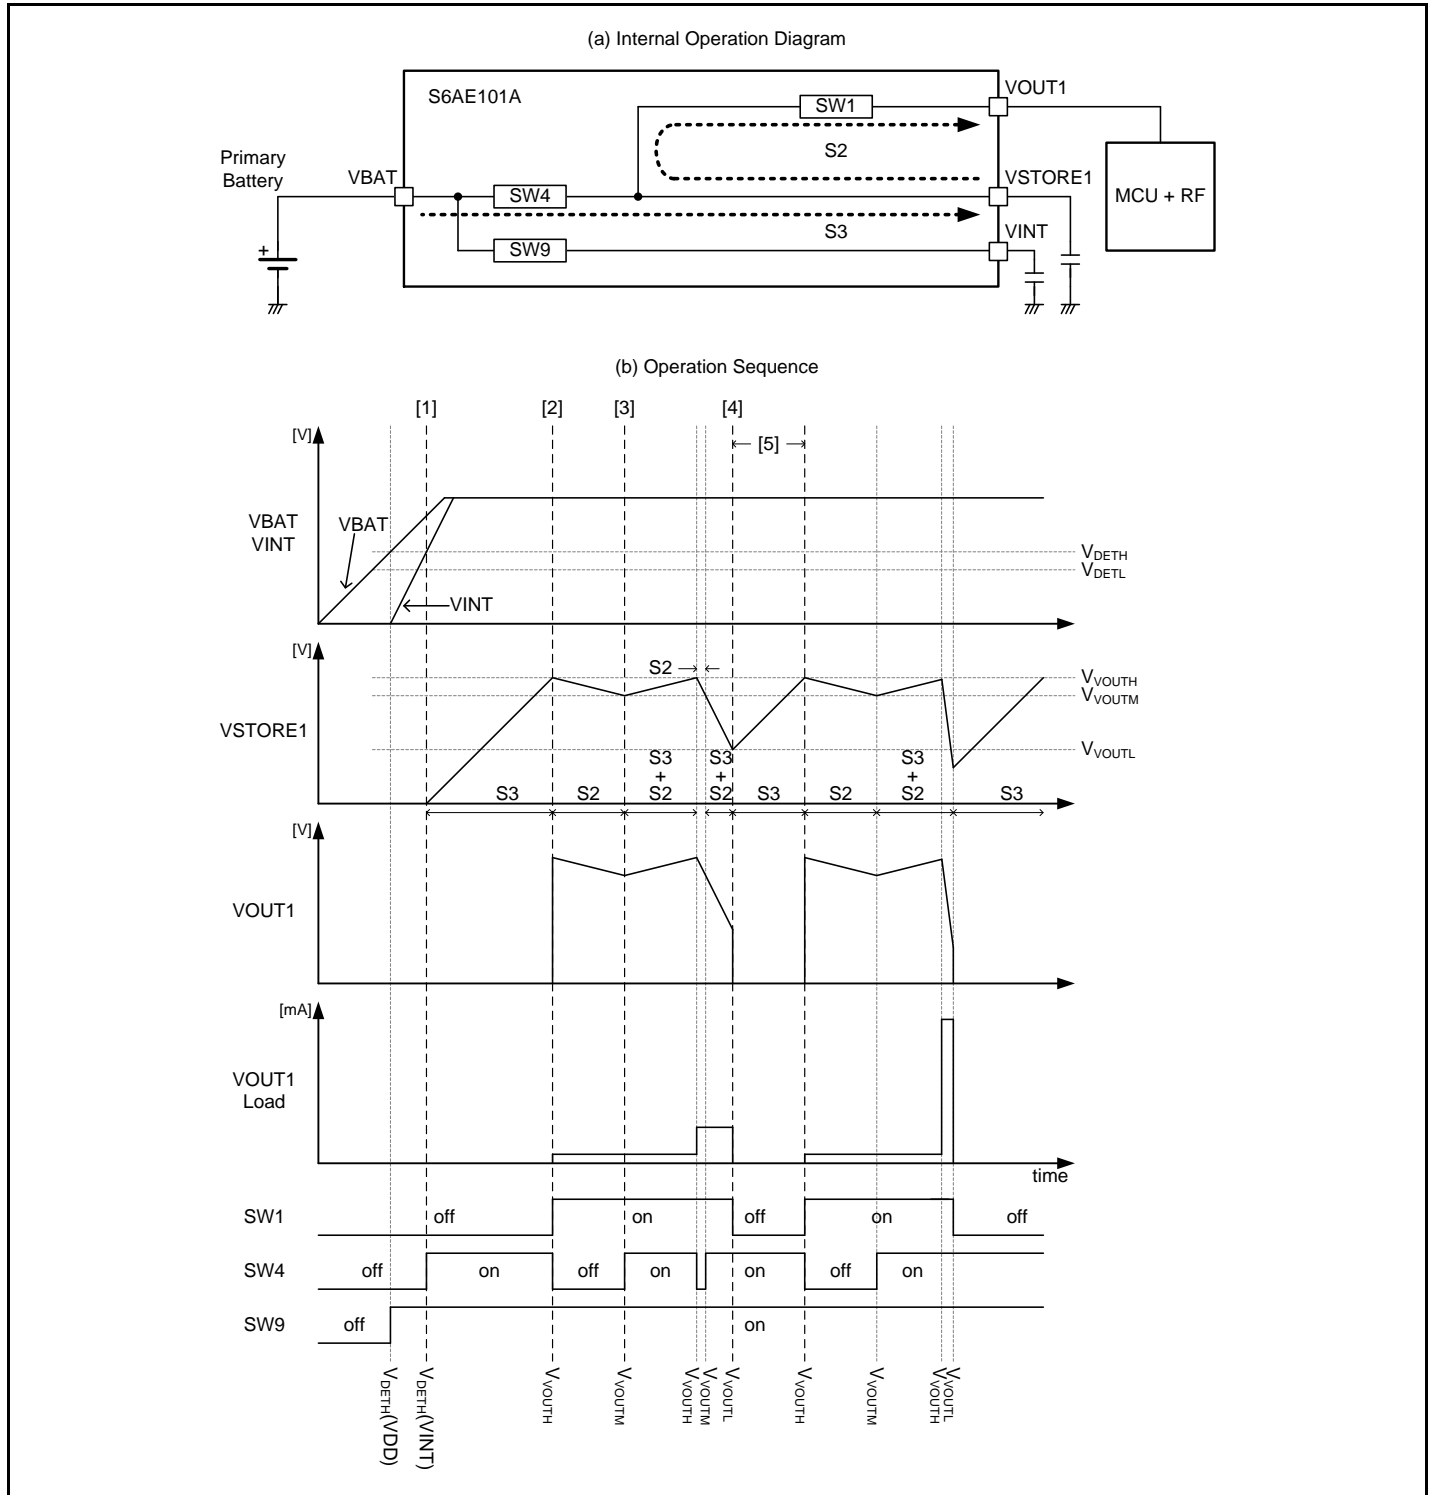 (a) Internal Operation Diagram
S6AE101A
VOUT1
SW1
S2
Primary
Battery
VBAT
SW4
VSTORE1
MCU + RF
S3
VINT
SW9
+
(b) Operation Sequence
[1] [2] [3] [4]
[5]
[V]
VBAT
VINT
VBAT
VINT
VDETH
VDETL
[V]
S2
VVOUTH
VVOUTM
VSTORE1
VVOUTL
S3 S2 S3 + S2 S3 + S2 S3 S2 S3 + S2 S3
[V]
VOUT1
[mA]
VOUT1
Load
time
SW1 off on off on off
SW4 off on off on on off on
SW9 off on
VDETH(VDD)
VDETH(VINT)
VVOUTH
VVOUTM
VVOUTH
VVOUTM
VVOUTL
VVOUTH
VVOUTM
VVOUTH
VVOUTL